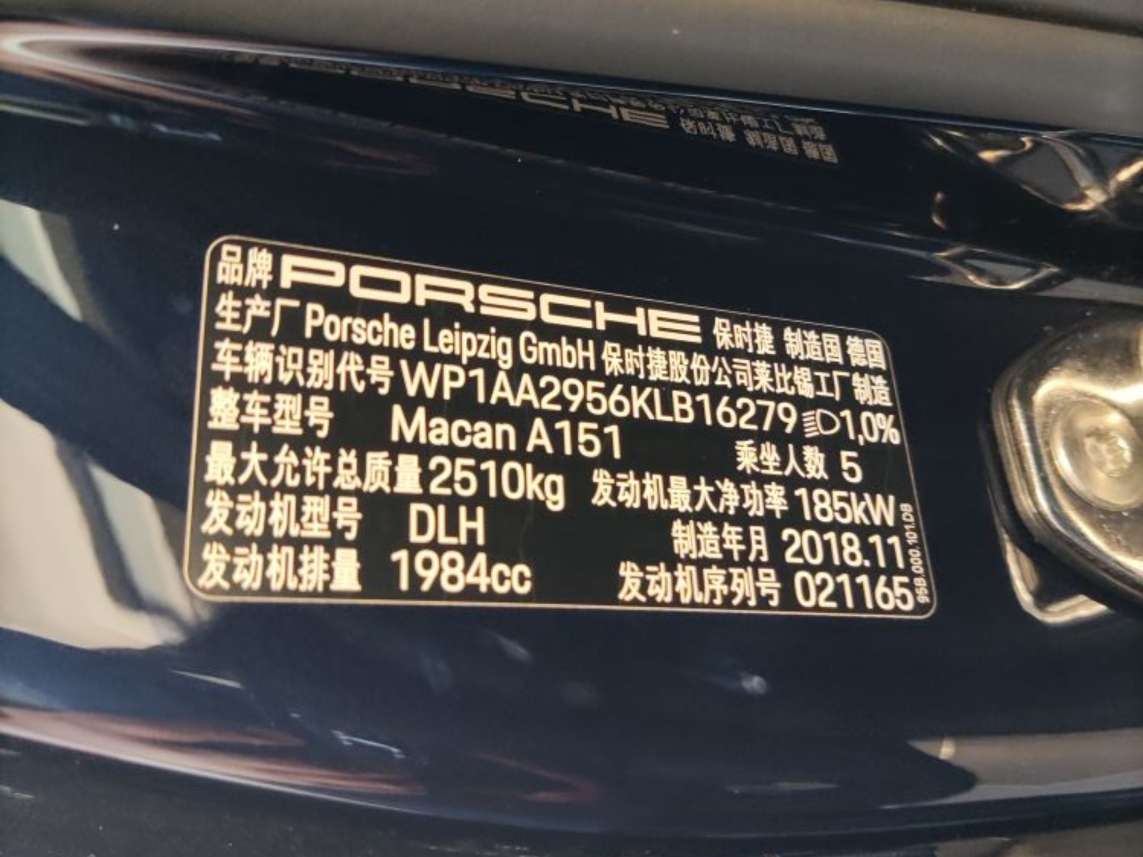 品牌 PORSCHE 保时捷 制造国 德国
生产厂 Porsche Leipzig GmbH 保时捷股份公司莱比锡工厂制造
车辆识别代号 WP1AA2956KLB16279 1,0%
整车型号 Macan A151 乘坐人数 5
最大允许总质量 2510kg 发动机最大净功率 185kW
发动机型号 DLH 制造年月 2018.11
发动机排量 1984cc 发动机序列号 021165
95B.000.101.DB